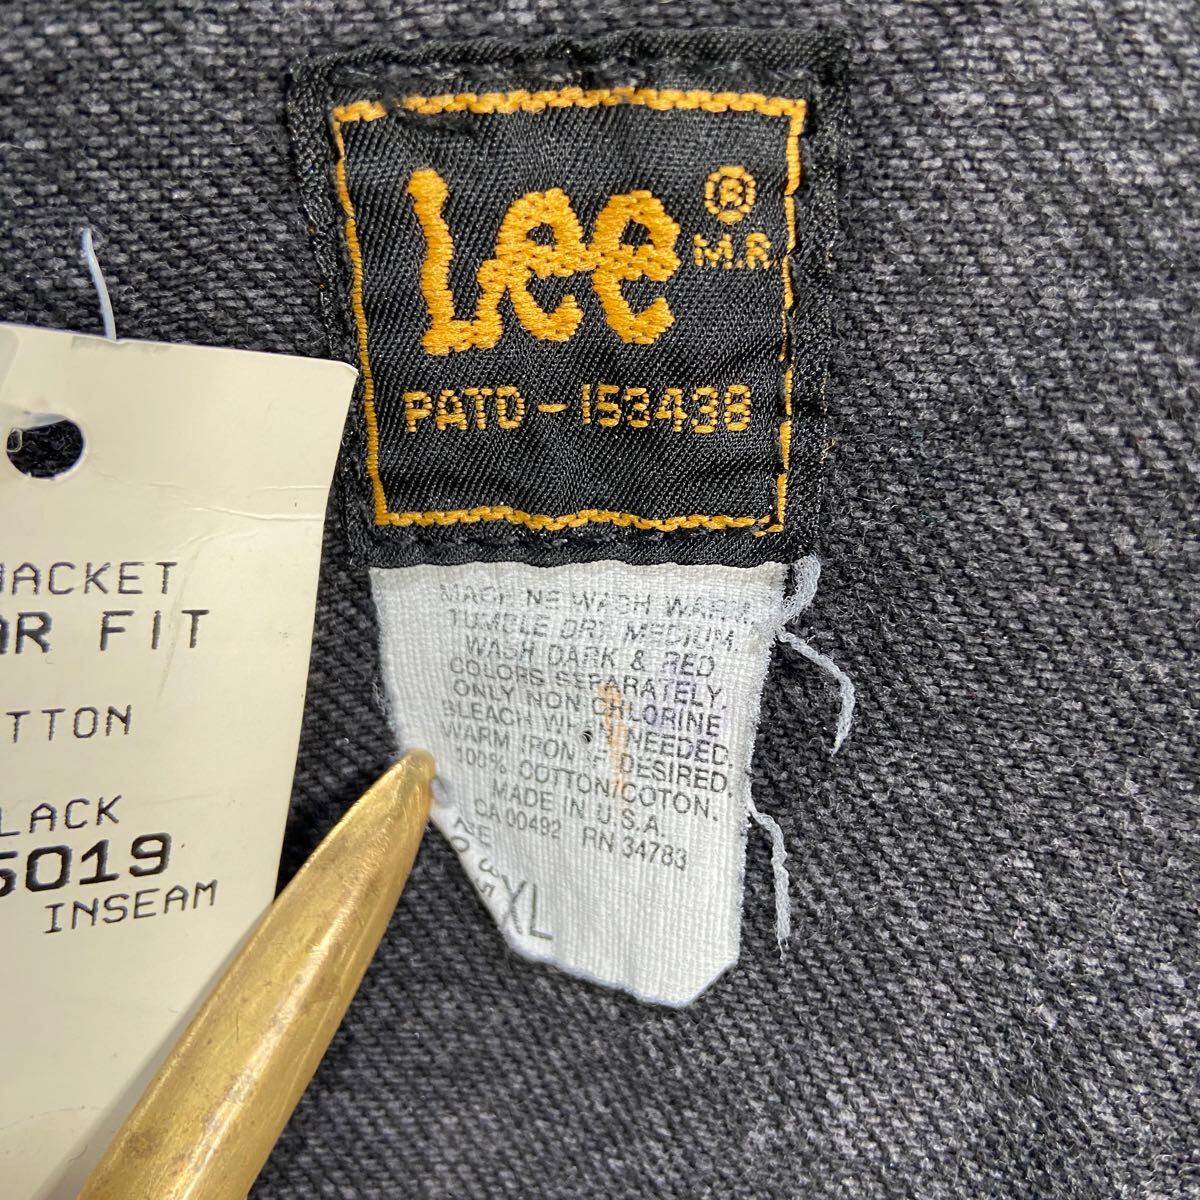 Lee ®
M.R.
PATD-153438
MACHINE WASH WARM.
TUMBLE DRY MEDIUM.
WASH DARK & RED
COLORS SEPARATELY.
ONLY NON CHLORINE
BLEACH WHEN NEEDED.
WARM IRON IF DESIRED.
100% COTTON/COTON.
MADE IN U.S.A.
CA 00492 RN 34783
XL
JACKET
AR FIT
TTON
LACK
5019
INSEAM